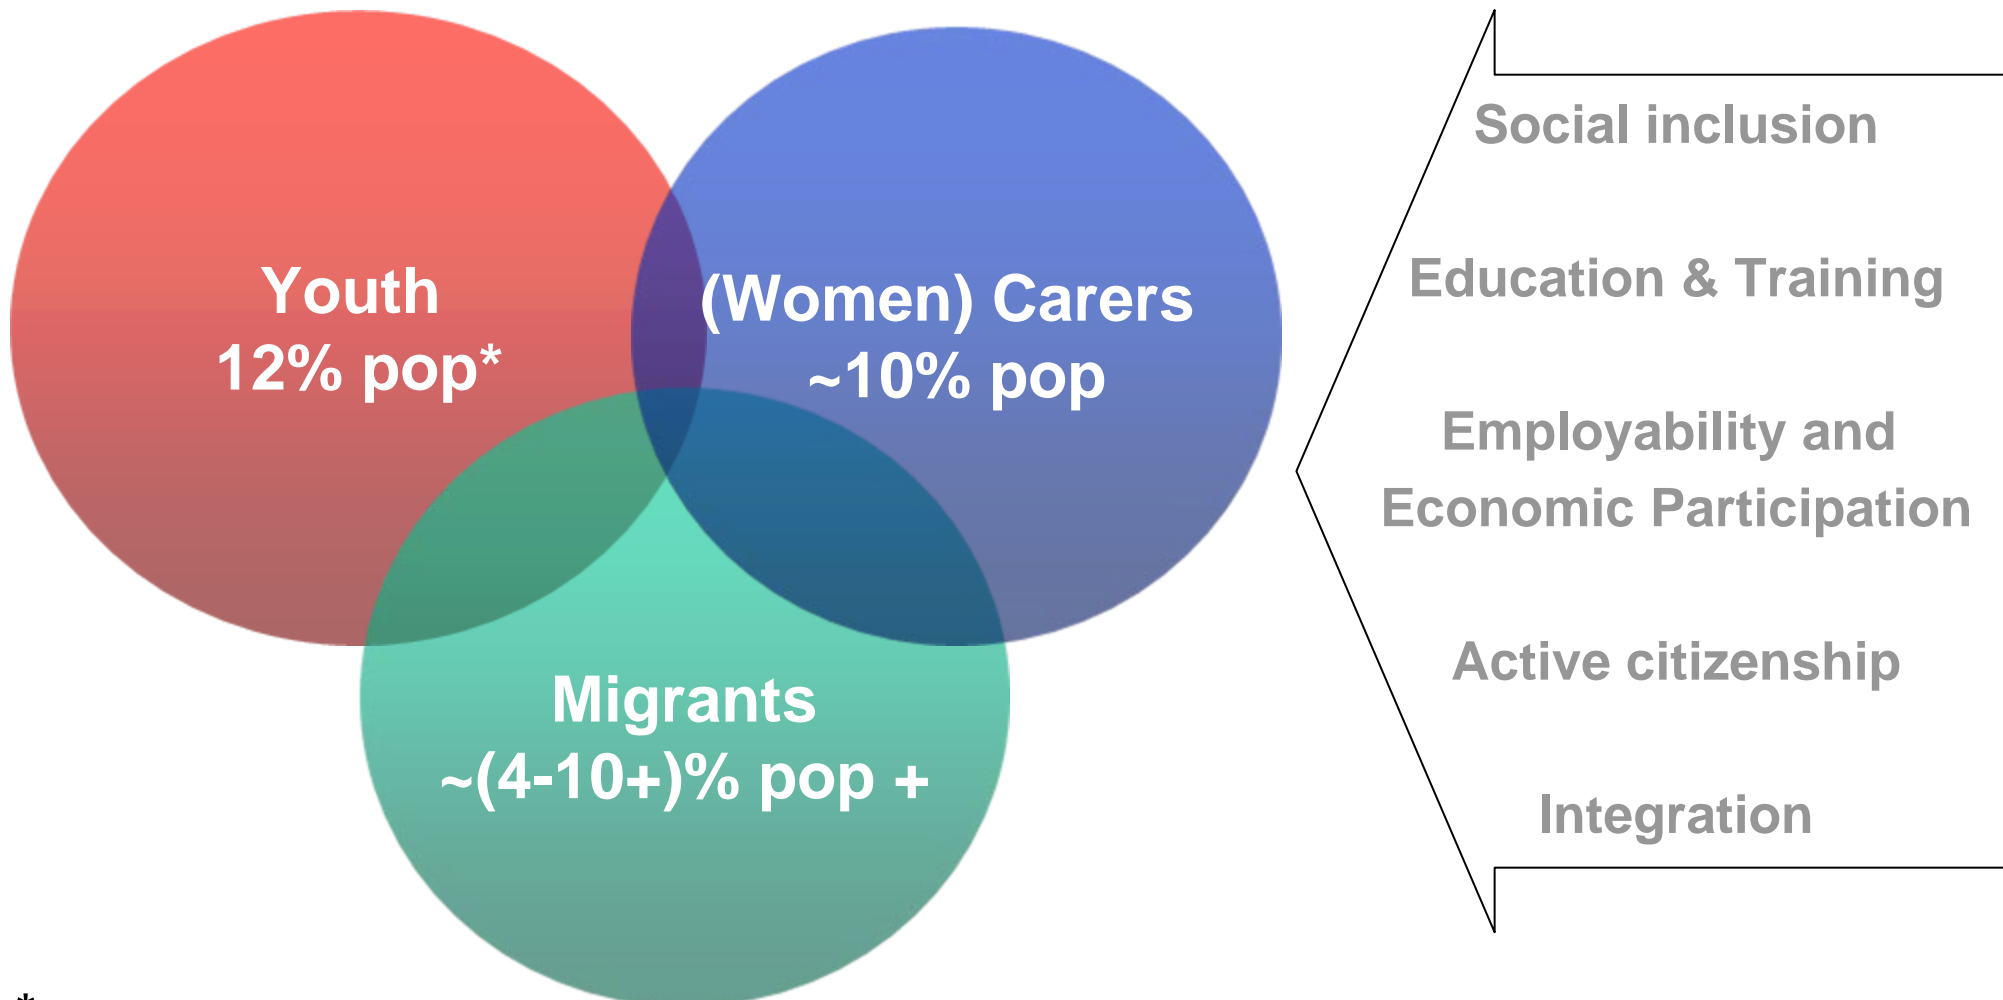 Youth
12% pop*
(Women) Carers
~10% pop
Migrants
~(4-10+)% pop +
Social inclusion
Education & Training
Employability and
Economic Participation
Active citizenship
Integration
*